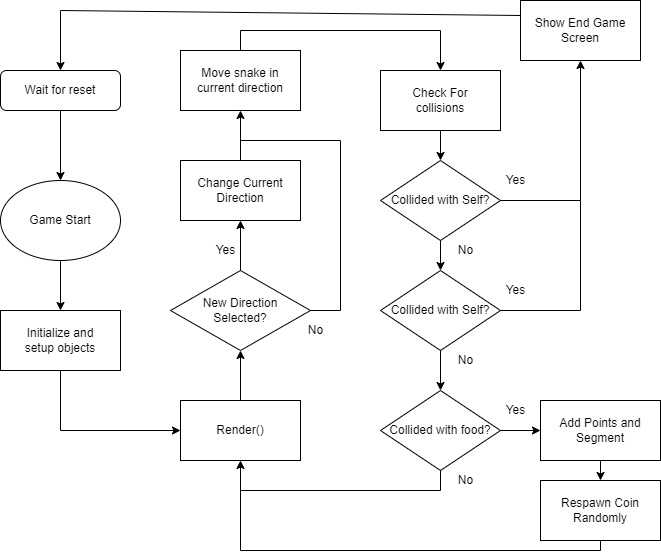 Show End Game
Screen
Wait for reset
Move snake in
current direction
Check For
collisions
Game Start
Change Current
Direction
Collided with Self?
Yes
No
Yes
New Direction
Selected?
No
Collided with Self?
Yes
No
Initialize and
setup objects
Render()
Collided with food?
Yes
No
Add Points and
Segment
Respawn Coin
Randomly